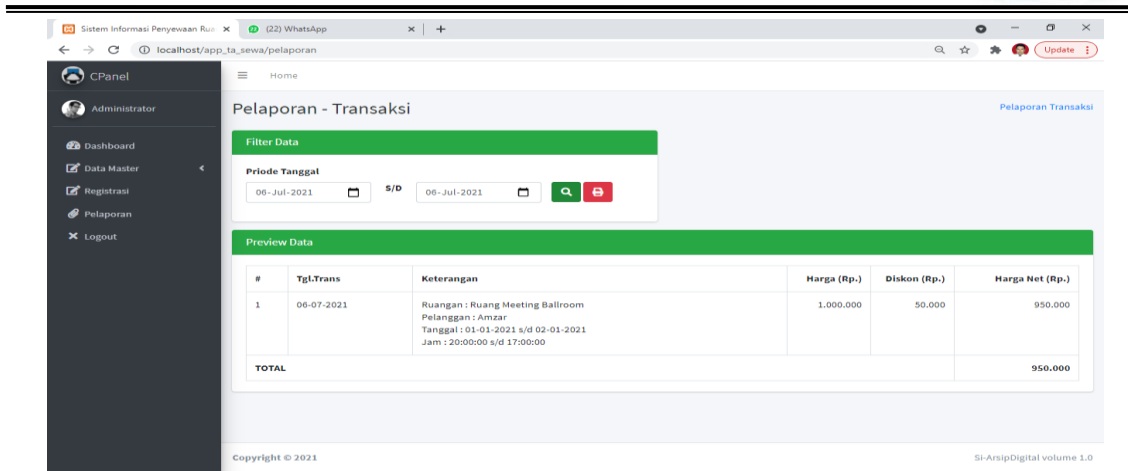 Sistem Informasi Penyewaan Rua
(22) WhatsApp
localhost/app_ta_sewa/pelaporan
Update
CPanel
Home
Administrator
Pelaporan - Transaksi
Pelaporan Transaksi
Dashboard
Data Master
Registrasi
Pelaporan
Logout
Filter Data
Priode Tanggal
06-Jul-2021 S/D 06-Jul-2021
Preview Data
# Tgl.Trans Keterangan Harga (Rp.) Diskon (Rp.) Harga Net (Rp.)
1 06-07-2021 Ruangan : Ruang Meeting Ballroom 1.000.000 50.000 950.000
Pelanggan : Amzar
Tanggal : 01-01-2021 s/d 02-01-2021
Jam : 20:00:00 s/d 17:00:00
TOTAL 950.000
Copyright © 2021
Si-ArsipDigital volume 1.0